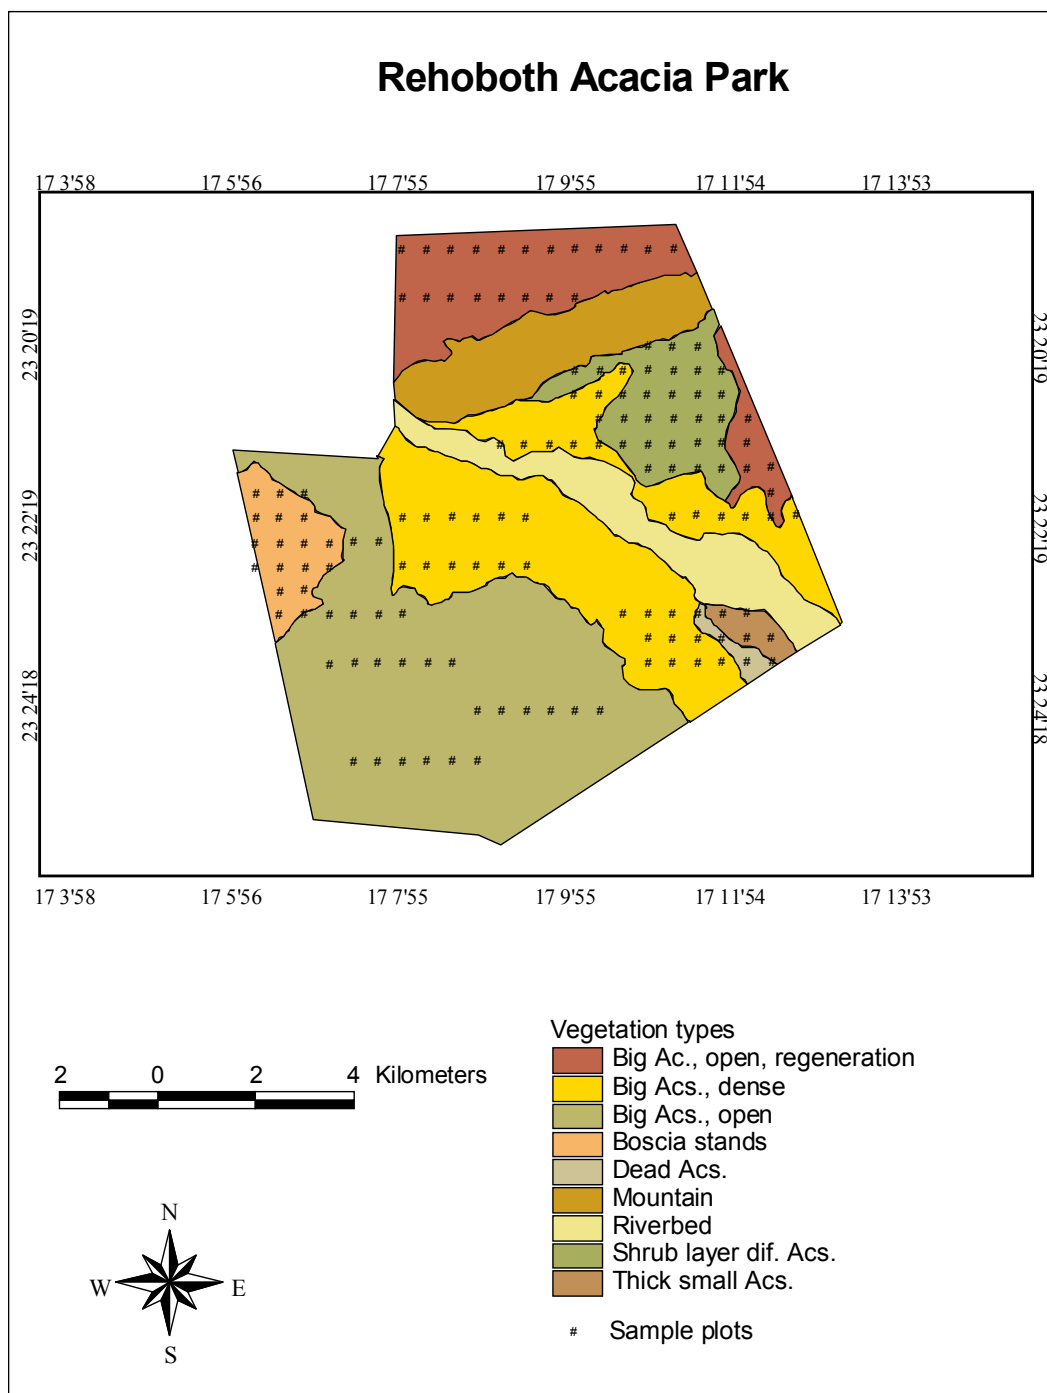 Rehoboth Acacia Park
17 3'58 17 5'56 17 7'55 17 9'55 17 11'54 17 13'53
23 20'19 23 20'19
23 22'19 23 22'19
23 24'18 23 24'18
17 3'58 17 5'56 17 7'55 17 9'55 17 11'54 17 13'53
2 0 2 4 Kilometers
Vegetation types
Big Ac., open, regeneration
Big Acs., dense
Big Acs., open
Boscia stands
Dead Acs.
Mountain
Riverbed
Shrub layer dif. Acs.
Thick small Acs.
# Sample plots
N
W E
S